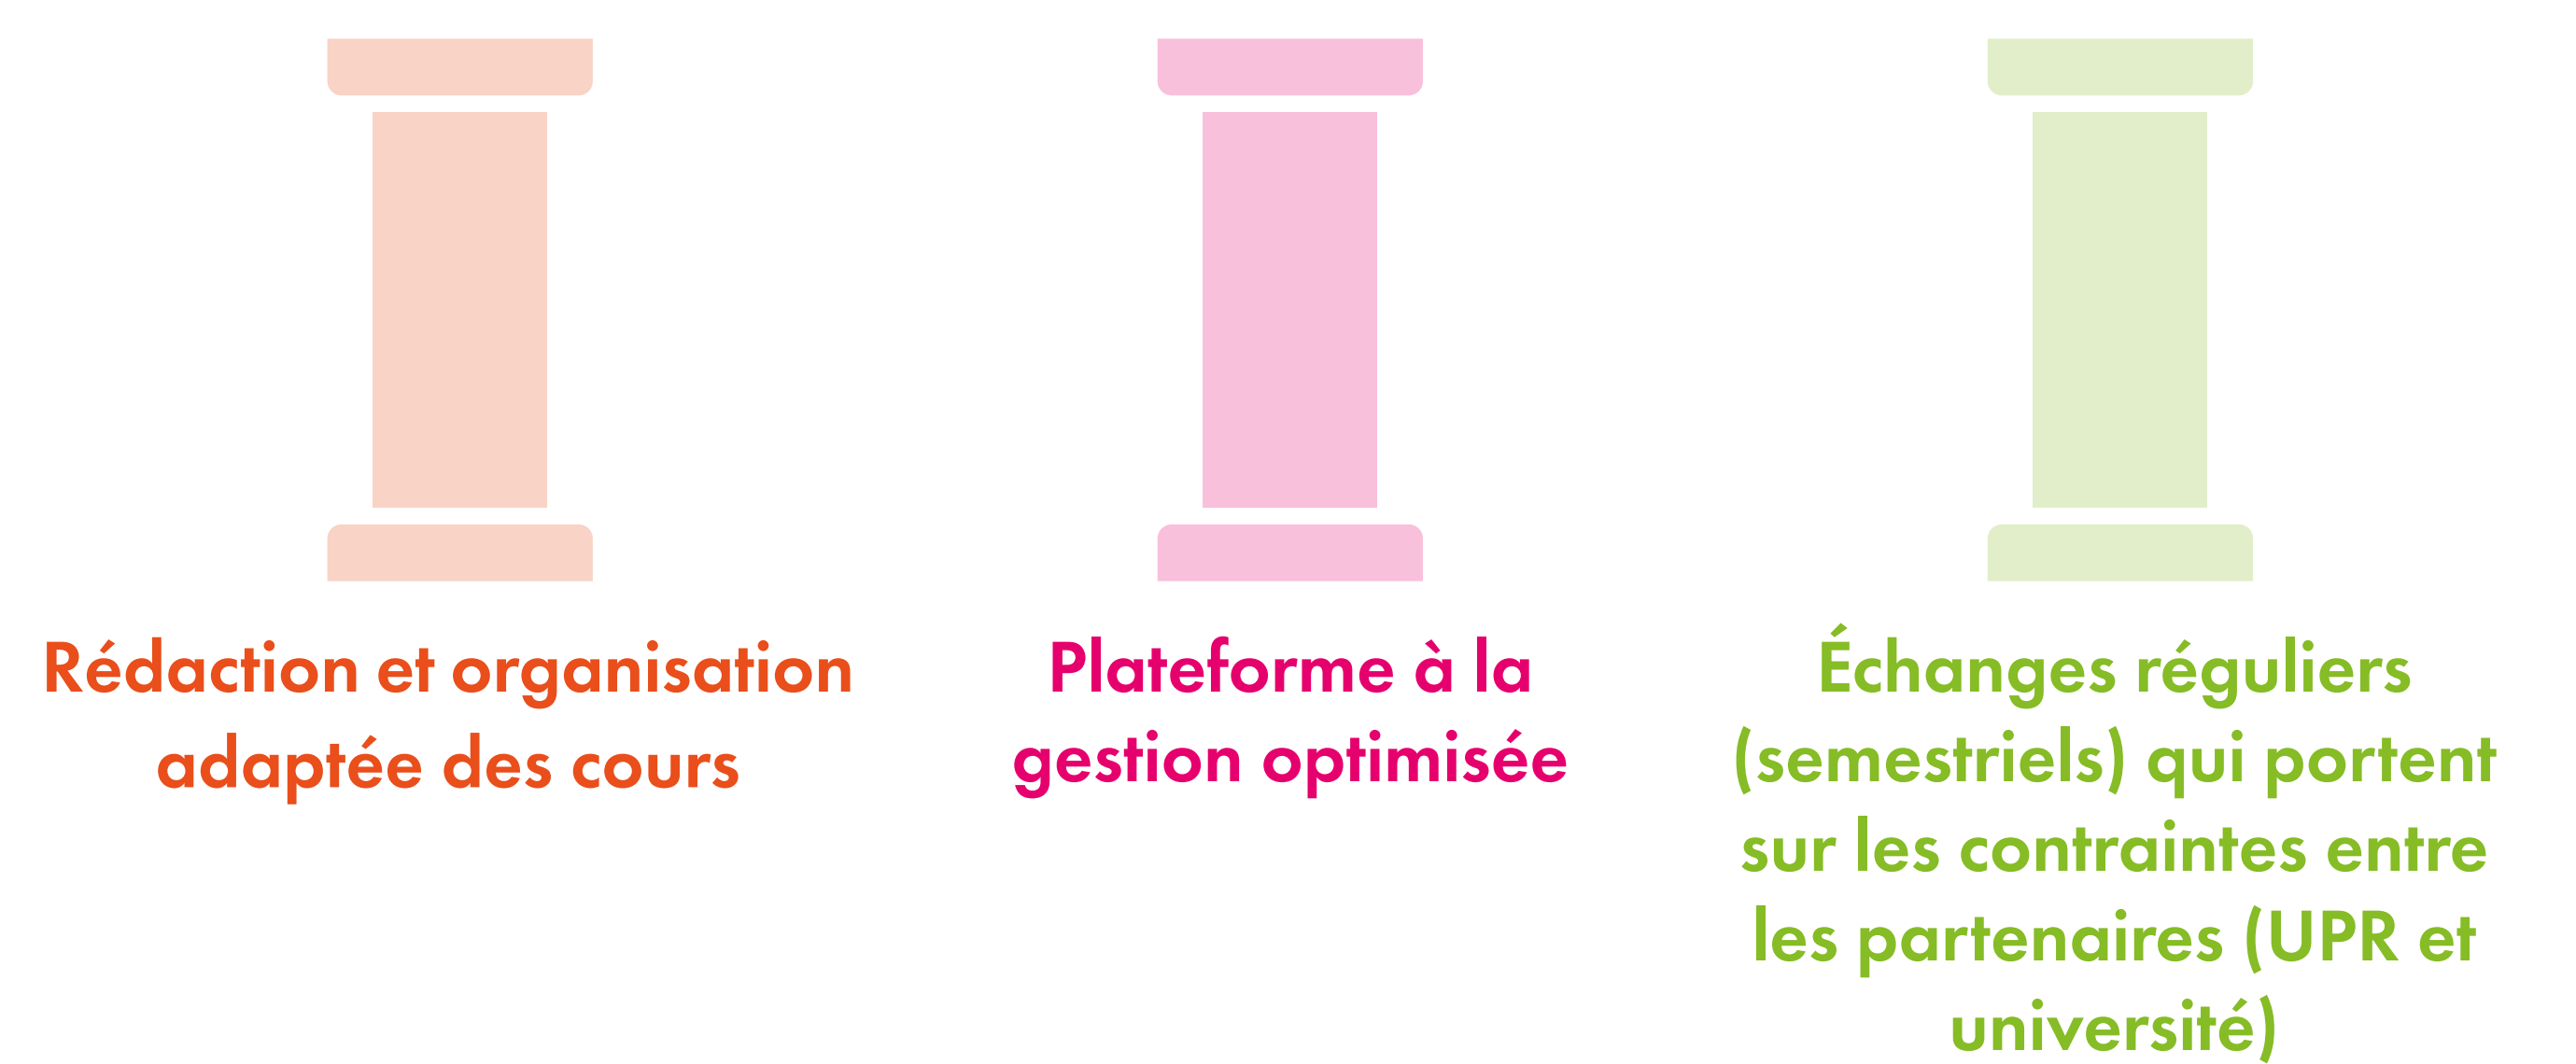 Rédaction et organisation
adaptée des cours
Plateforme à la
gestion optimisée
Échanges réguliers
(semestriels) qui portent
sur les contraintes entre
les partenaires (UPR et
université)